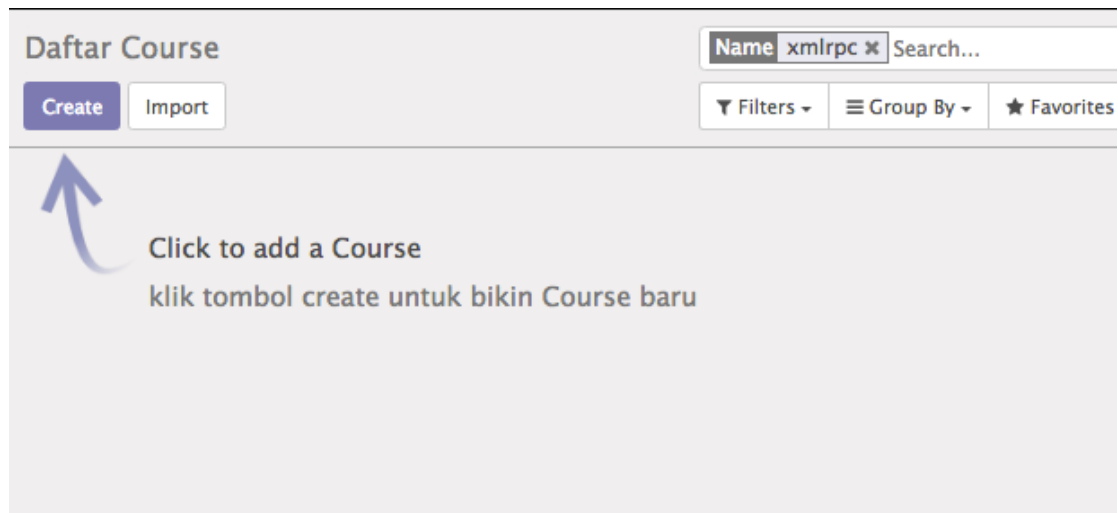 Daftar Course
Name xmlrpc Search...
Create Import
Filters Group By Favorites
Click to add a Course
klik tombol create untuk bikin Course baru